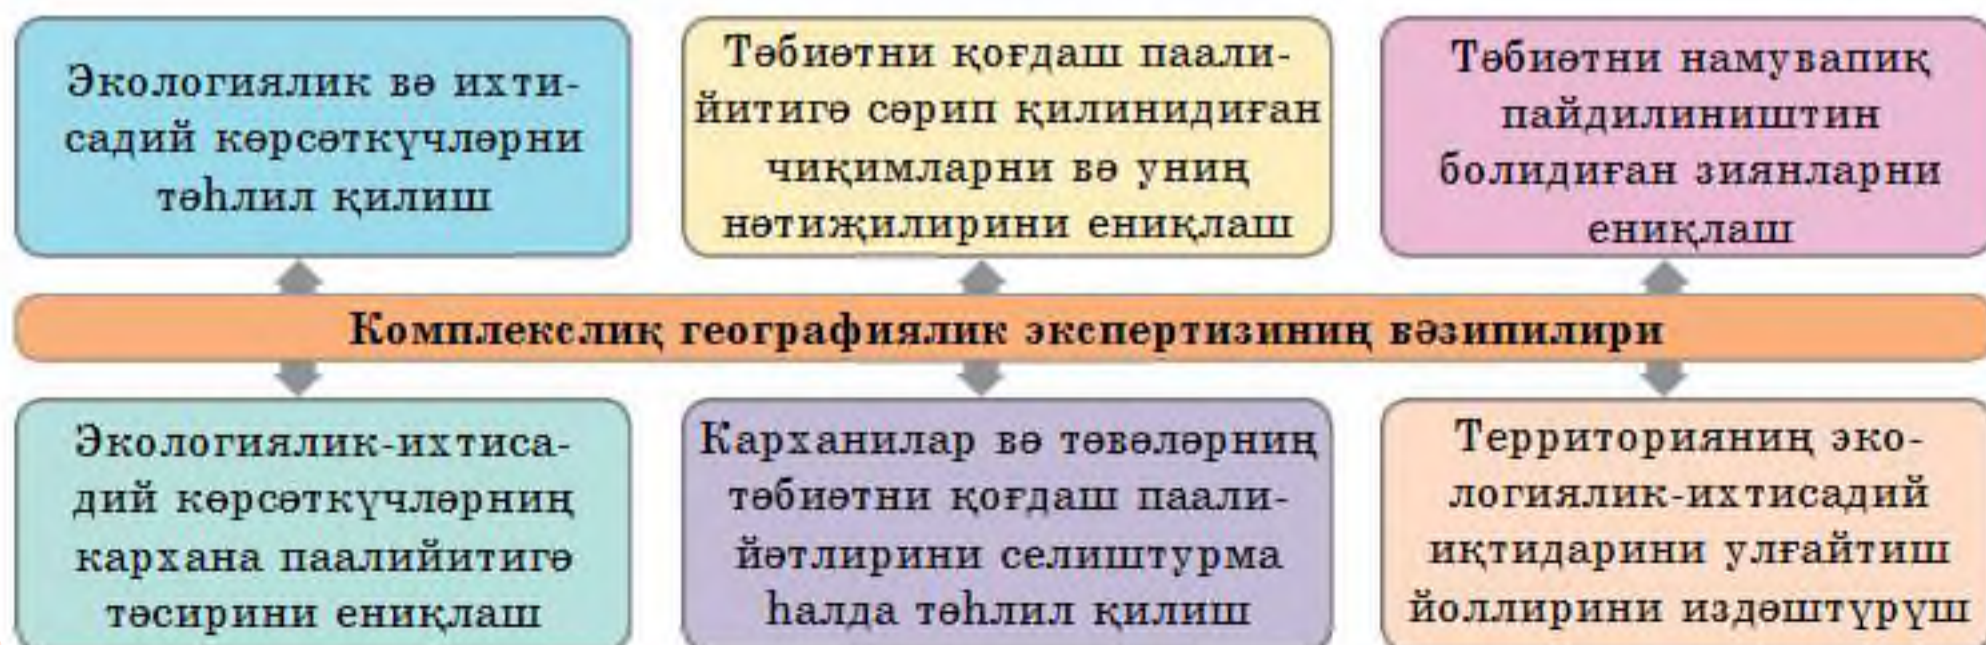 Экологиялик вә ихти-
садий көрсәткүчләрни
тәһлил қилиш
Тәбиәтни қоғдаш паали-
йитигә сәрип қилинидиған
чиқимларни вә униң
нәтиҗилирини ениқлаш
Тәбиәтни намувапиқ
пайдилиништин
болидиған зиянларни
ениқлаш
Комплекслиқ географиялик экспертизиниң вәзипилири
Экологиялик-ихтиса-
дий көрсәткүчләрниң
кархана паалийитигә
тәсирини ениқлаш
Карханилар вә тәвәләрниң
тәбиәтни қоғдаш паали-
йәтлирини селиштурма
һалда тәһлил қилиш
Территорияниң эко-
логиялик-ихтисадий
иқтидарини улғайтиш
йоллирини издәштүрүш